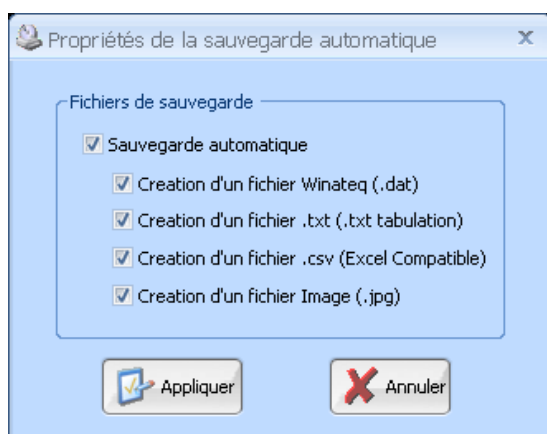 Propriétés de la sauvegarde automatique
Fichiers de sauvegarde
Sauvegarde automatique
Creation d'un fichier Winateq (.dat)
Creation d'un fichier .txt (.txt tabulation)
Creation d'un fichier .csv (Excel Compatible)
Creation d'un fichier Image (.jpg)
Appliquer
Annuler